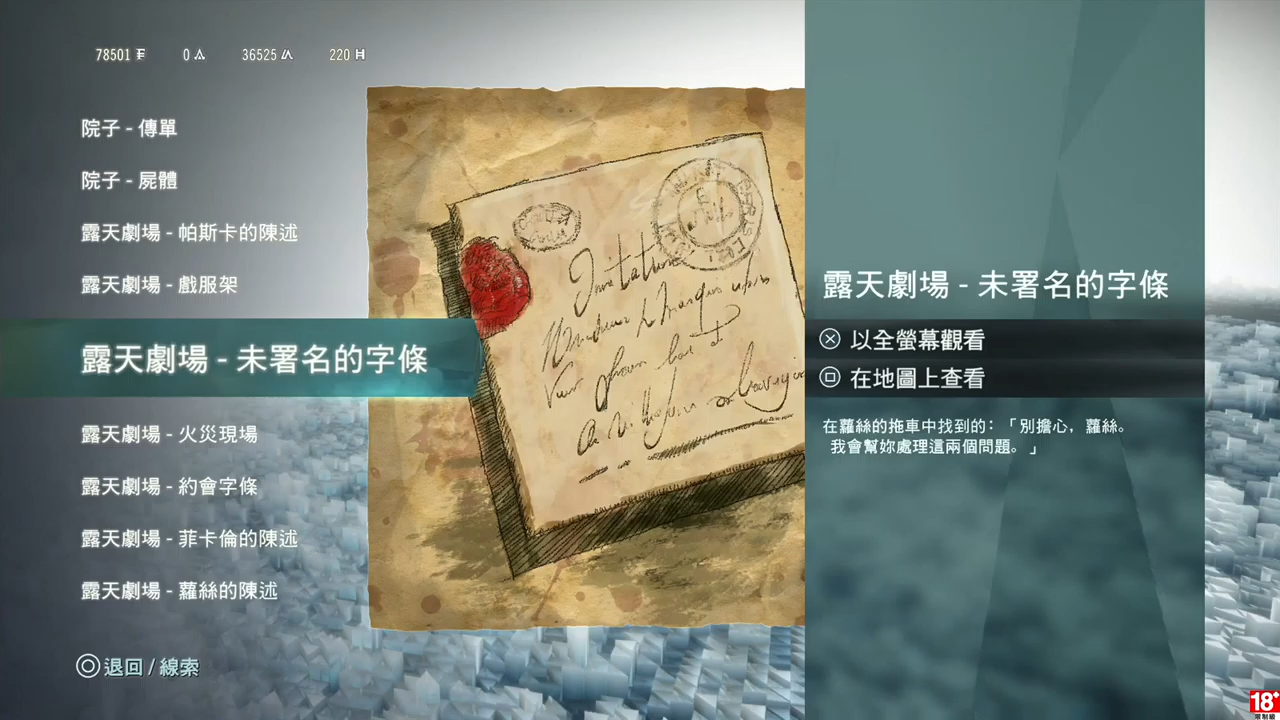 78501 0 36525 220
院子 - 傳單
院子 - 屍體
露天劇場 - 帕斯卡的陳述
露天劇場 - 戲服架
露天劇場 - 未署名的字條
露天劇場 - 火災現場
露天劇場 - 約會字條
露天劇場 - 菲卡倫的陳述
露天劇場 - 蘿絲的陳述
退回 / 線索
露天劇場 - 未署名的字條
以全螢幕觀看
在地圖上查看
在蘿絲的拖車中找到的:「別擔心，蘿絲。
我會幫妳處理這兩個問題。」
18+
限制級